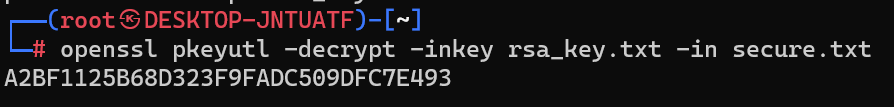 (root㉿DESKTOP-JNTUATF)-[~]
# openssl pkeyutl -decrypt -inkey rsa_key.txt -in secure.txt
A2BF1125B68D323F9FADC509DFC7E493